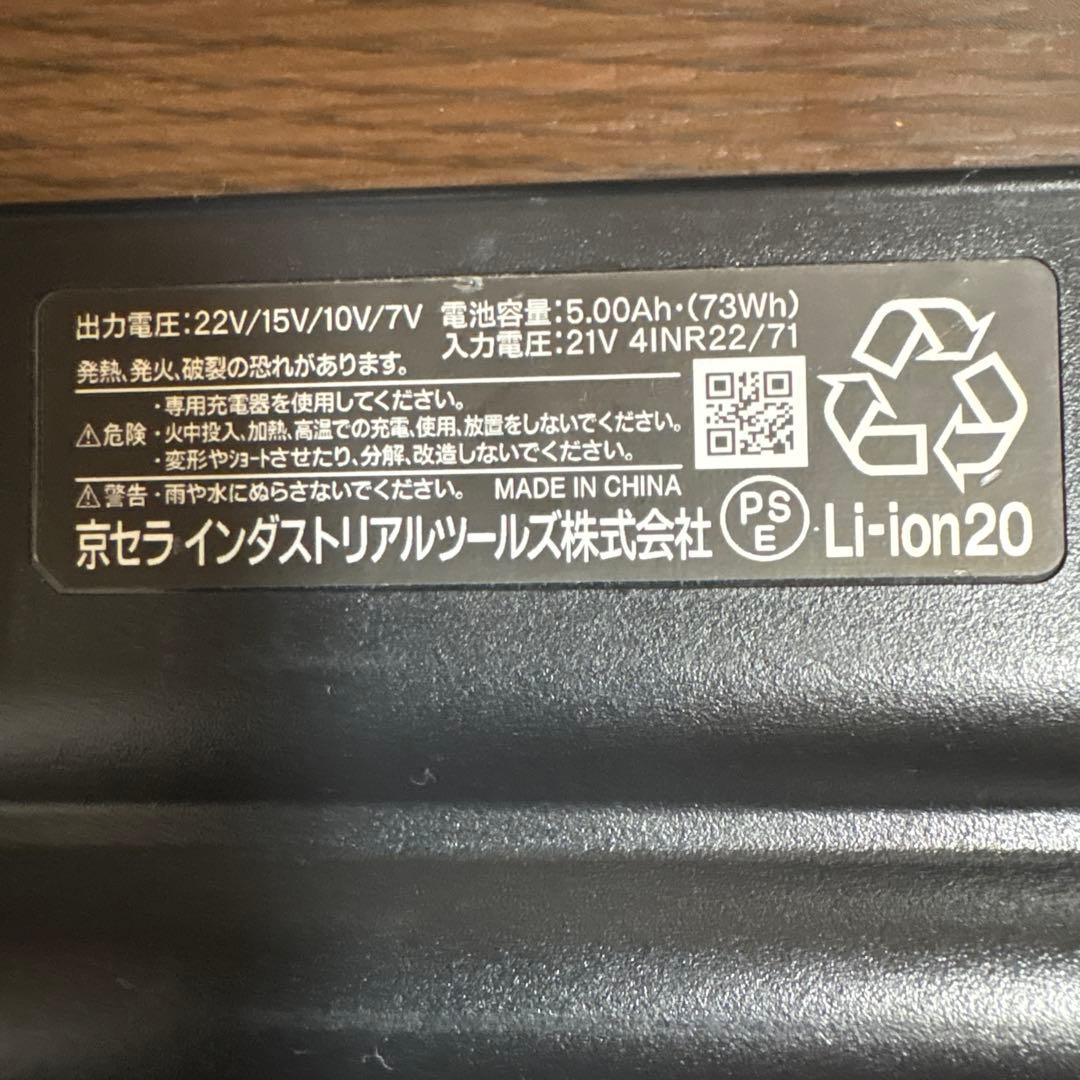 出力電圧:22V/15V/10V/7V 電池容量:5.00Ah・(73Wh)
入力電圧:21V 4INR22/71
発熱、発火、破裂の恐れがあります。
・専用充電器を使用してください。
⚠危険・火中投入、加熱、高温での充電、使用、放置をしないでください。
・変形やショートさせたり、分解、改造しないでください。
⚠警告・雨や水にぬらさないでください。 MADE IN CHINA
京セラ インダストリアルツールズ株式会社
PSE
Li-ion20